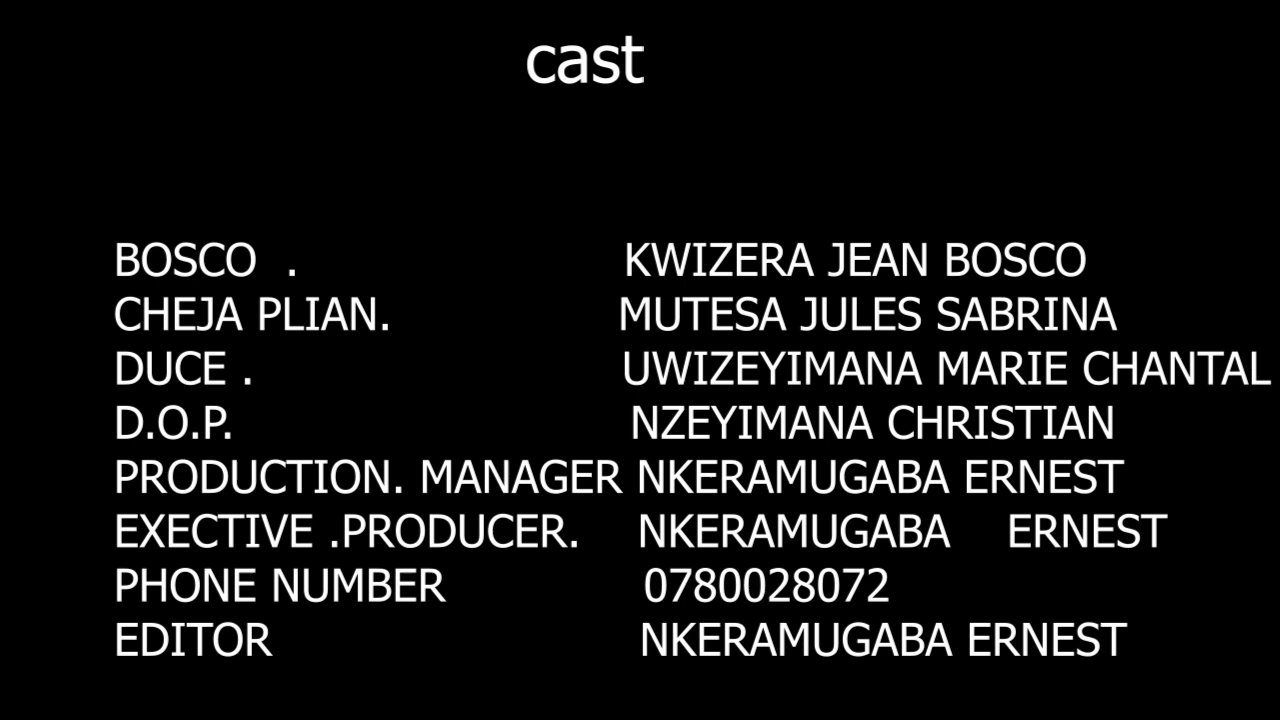 cast
BOSCO . KWIZERA JEAN BOSCO
CHEJA PLIAN. MUTESA JULES SABRINA
DUCE . UWIZEYIMANA MARIE CHANTAL
D.O.P. NZEYIMANA CHRISTIAN
PRODUCTION. MANAGER NKERAMUGABA ERNEST
EXECTIVE .PRODUCER. NKERAMUGABA ERNEST
PHONE NUMBER 0780028072
EDITOR NKERAMUGABA ERNEST